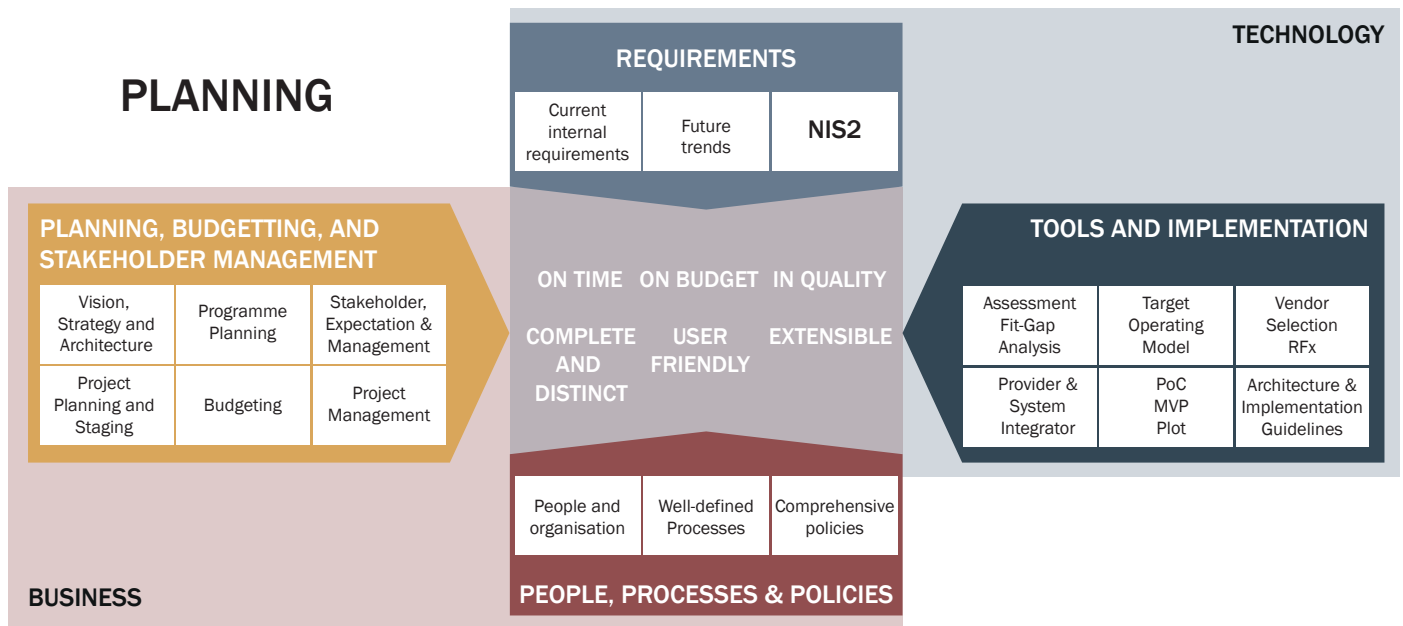 PLANNING
TECHNOLOGY
REQUIREMENTS
Current
internal
requirements
Future
trends
NIS2
PLANNING, BUDGETTING, AND
STAKEHOLDER MANAGEMENT
Vision,
Strategy and
Architecture
Programme
Planning
Stakeholder,
Expectation &
Management
Project
Planning and
Staging
Budgeting
Project
Management
ON TIME
ON BUDGET
IN QUALITY
COMPLETE
AND
DISTINCT
USER
FRIENDLY
EXTENSIBLE
TOOLS AND IMPLEMENTATION
Assessment
Fit-Gap
Analysis
Target
Operating
Model
Vendor
Selection
RFx
Provider &
System
Integrator
PoC
MVP
Plot
Architecture &
Implementation
Guidelines
People and
organisation
Well-defined
Processes
Comprehensive
policies
PEOPLE, PROCESSES & POLICIES
BUSINESS